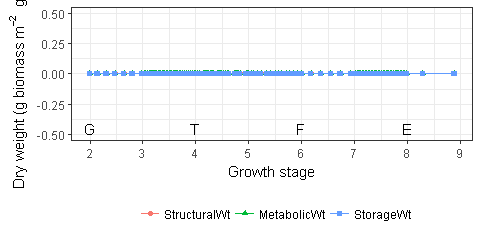 0.50
0.25
0.00
-0.25
-0.50
Dry weight (g biomass m⁻² g
G T F E
2 3 4 5 6 7 8 9
Growth stage
StructuralWt MetabolicWt StorageWt